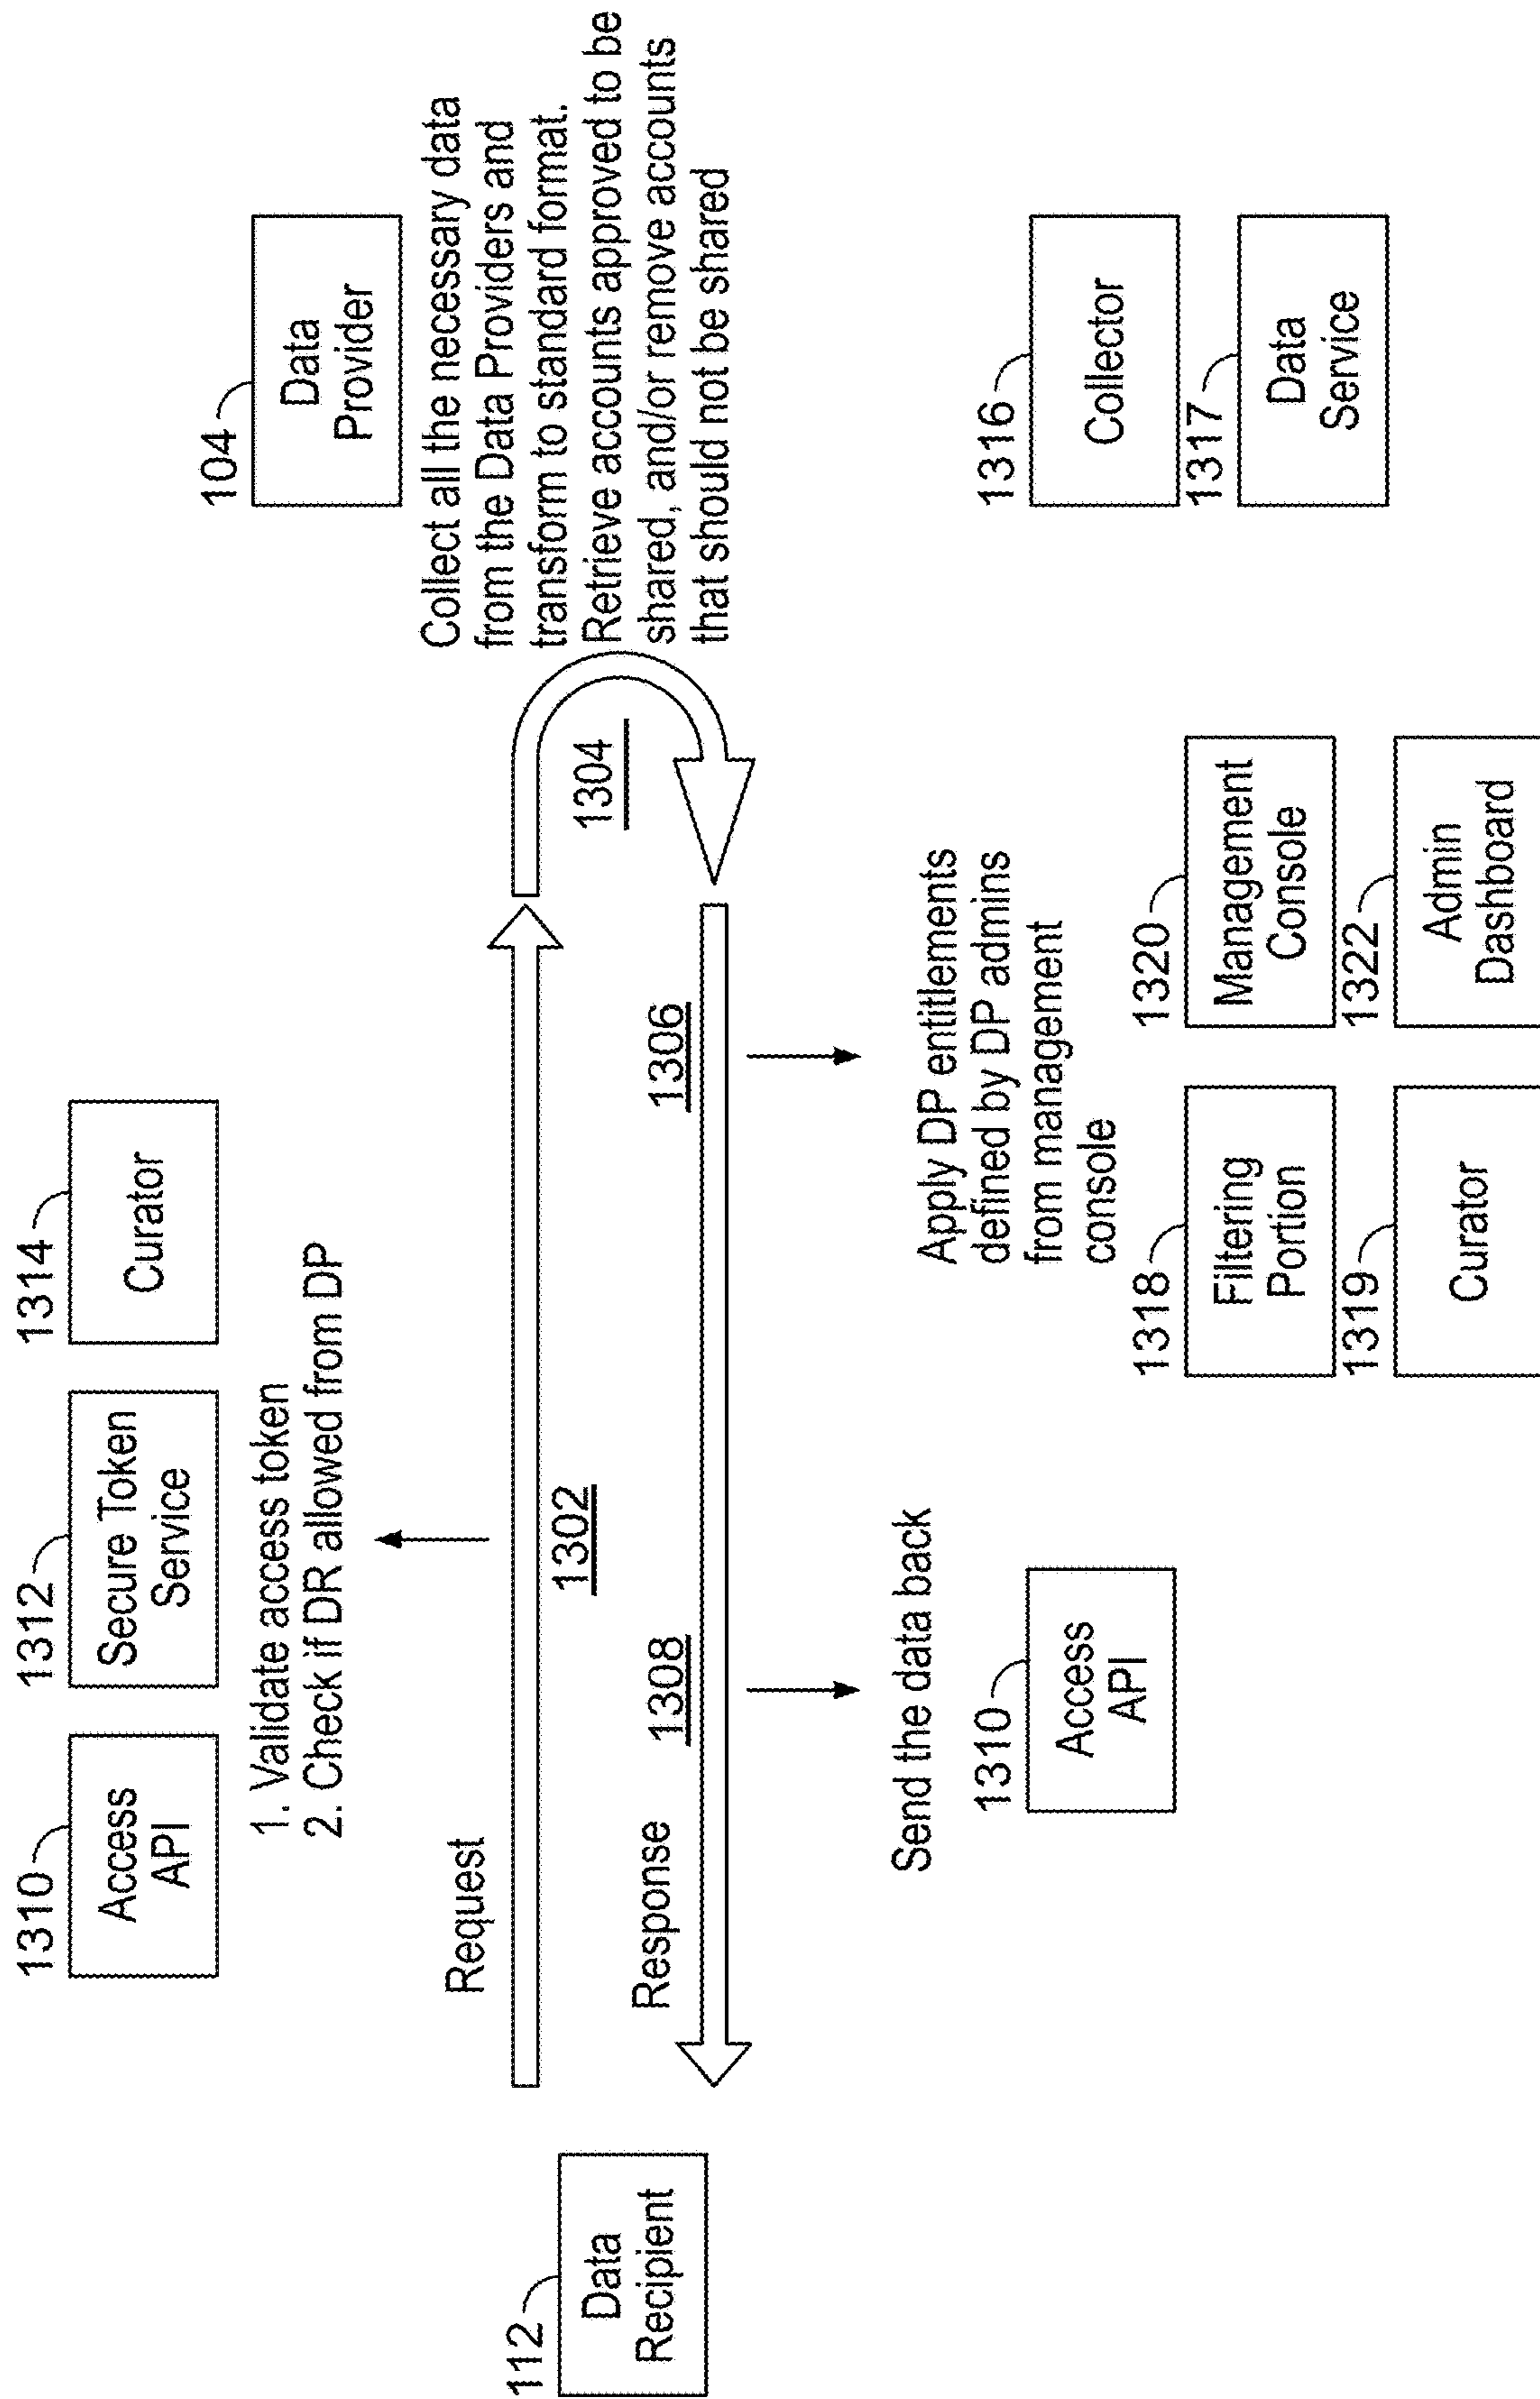 1310
Access
API
1312
Secure Token
Service
1314
Curator
1. Validate access token
2. Check if DR allowed from DP
104
Data
Provider
Collect all the necessary data
from the Data Providers and
transform to standard format.
Retrieve accounts approved to be
shared, and/or remove accounts
that should not be shared
112
Data
Recipient
Request
1302
1304
Response
1308
1306
Send the data back
1310
Access
API
Apply DP entitlements
defined by DP admins
from management
console
1318
Filtering
Portion
1320
Management
Console
1319
Curator
1322
Admin
Dashboard
1316
Collector
1317
Data
Service